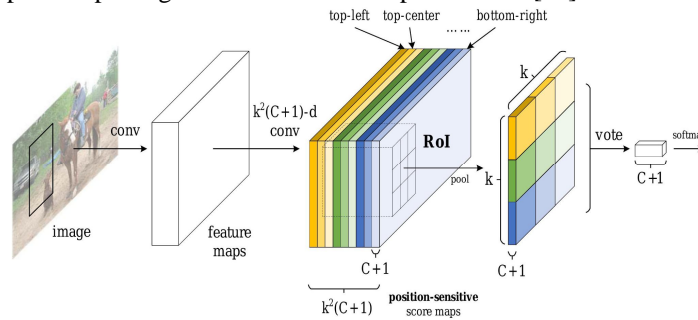 top-left top-center ... ... bottom-right
k
k²(C+1)-d
conv
conv
RoI
vote
softma
pool
k
C+1
image
feature
maps
C+1
C+1
k²(C+1)
position-sensitive
score maps